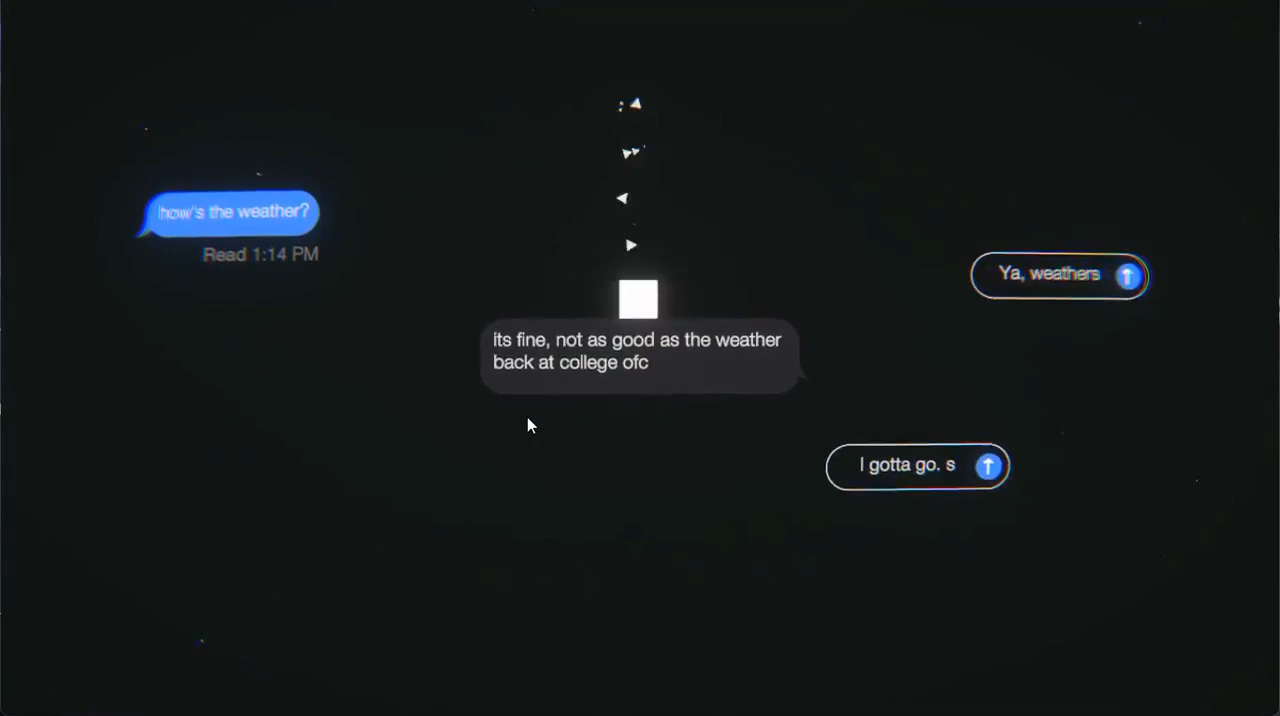 how's the weather?
Read 1:14 PM
Ya, weathers
its fine, not as good as the weather
back at college ofc
I gotta go. s